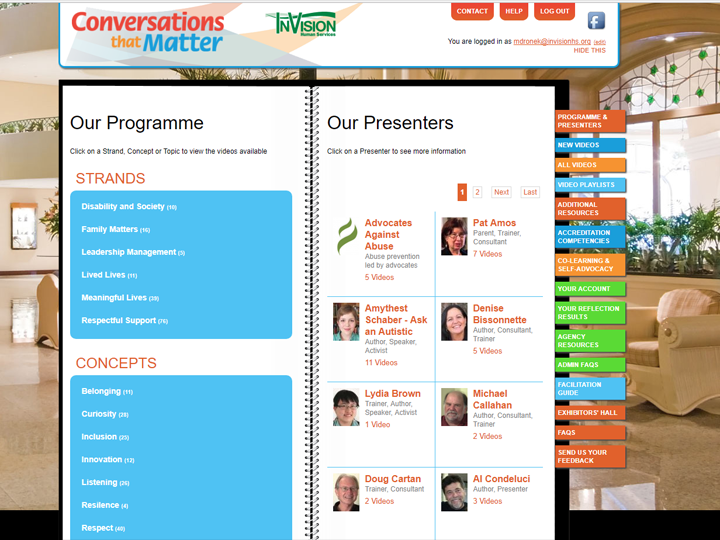 Conversations
that Matter
INVISION
Human Services
CONTACT
HELP
LOG OUT
You are logged in as mdronek@invisionhs.org (edit)
HIDE THIS
Our Programme
Click on a Strand, Concept or Topic to view the videos available
STRANDS
Disability and Society (10)
Family Matters (16)
Leadership Management (3)
Lived Lives (11)
Meaningful Lives (39)
Respectful Support (76)
CONCEPTS
Belonging (11)
Curiosity (28)
Inclusion (23)
Innovation (12)
Listening (26)
Resilence (4)
Respect (40)
Our Presenters
Click on a Presenter to see more information
1
2
Next
Last
Advocates
Against
Abuse
Abuse prevention
led by advocates
5 Videos
Pat Amos
Parent, Trainer,
Consultant
7 Videos
Amythest
Schaber - Ask
an Autistic
Author, Speaker,
Activist
11 Videos
Denise
Bissonnette
Author, Consultant,
Trainer
5 Videos
Lydia Brown
Trainer, Author,
Speaker, Activist
1 Video
Michael
Callahan
Author, Consultant,
Trainer
2 Videos
Doug Cartan
Trainer, Consultant
2 Videos
Al Condeluci
Author, Presenter
3 Videos
PROGRAMME &
PRESENTERS
NEW VIDEOS
ALL VIDEOS
VIDEO PLAYLISTS
ADDITIONAL
RESOURCES
ACCREDITATION
COMPETENCIES
CO-LEARNING &
SELF-ADVOCACY
YOUR ACCOUNT
YOUR REFLECTION
RESULTS
AGENCY
RESOURCES
ADMIN FAQS
FACILITATION
GUIDE
EXHIBITORS' HALL
FAQS
SEND US YOUR
FEEDBACK